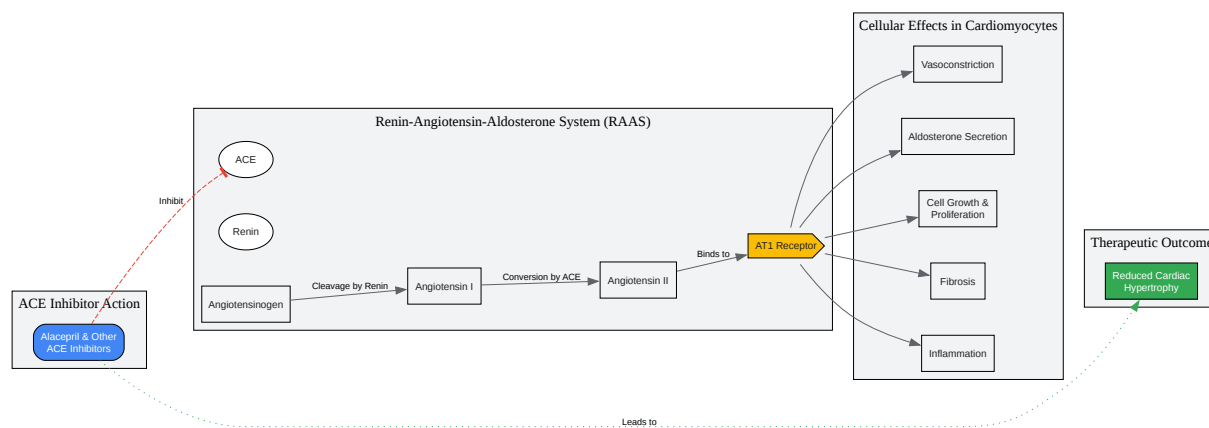 Cellular Effects in Cardiomyocytes
Vasoconstriction
Renin-Angiotensin-Aldosterone System (RAAS)
Aldosterone Secretion
ACE
Inhibit
Cell Growth &
Proliferation
Renin
AT1 Receptor
Binds to
Therapeutic Outcome
Reduced Cardiac
Hypertrophy
Conversion by ACE
Angiotensin II
Cleavage by Renin
Angiotensin I
Fibrosis
Angiotensinogen
ACE Inhibitor Action
Alacepril & Other
ACE Inhibitors
Inflammation
Leads to